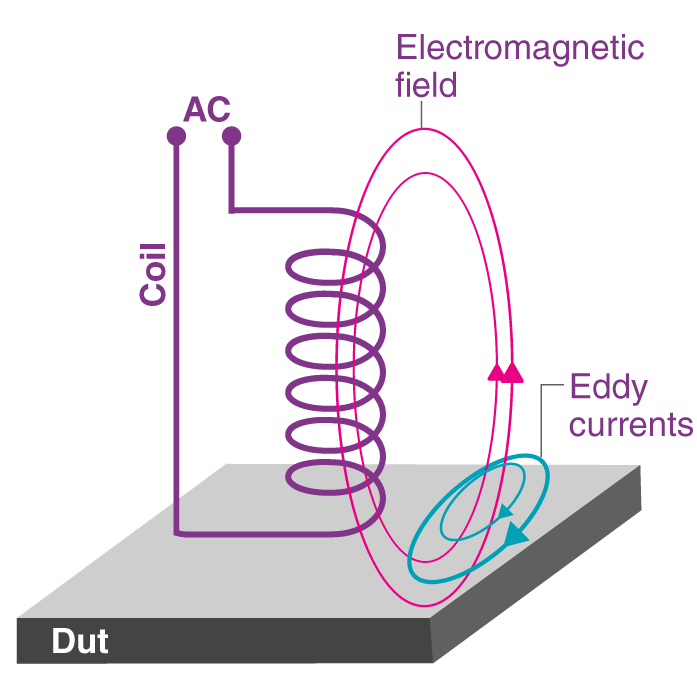 Electromagnetic
field
AC
Coil
Eddy
currents
Dut